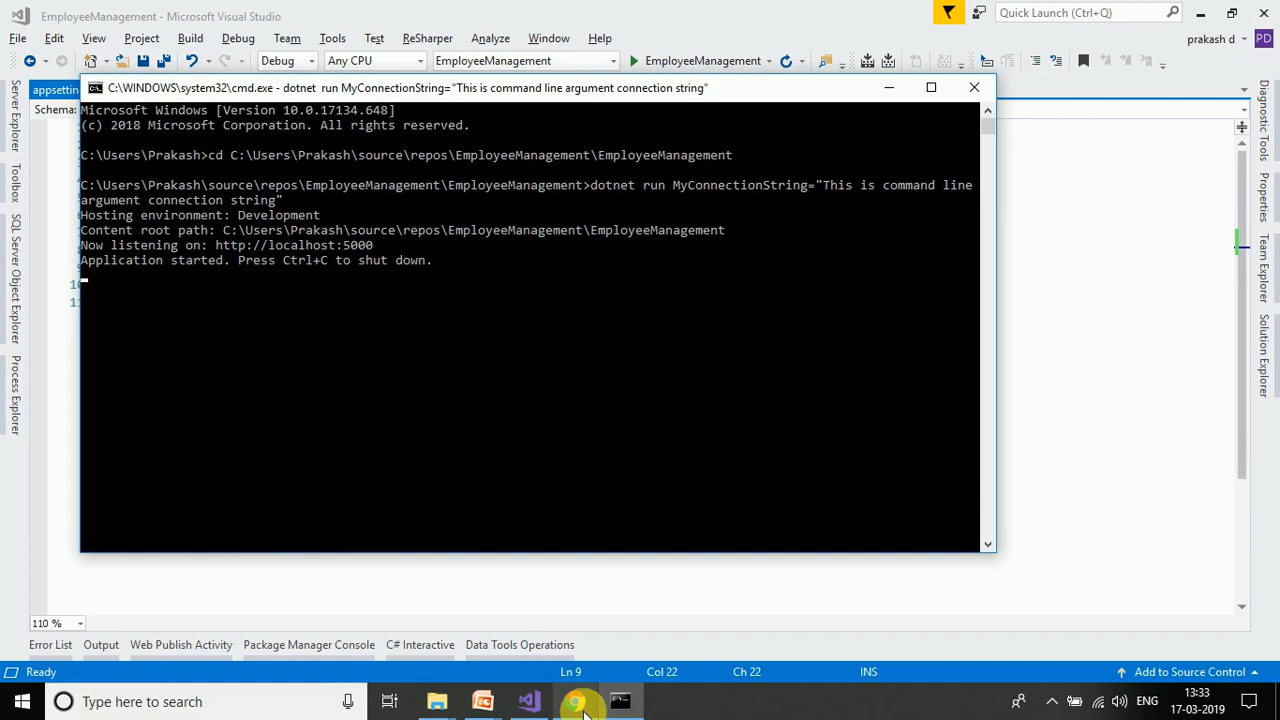 EmployeeManagement - Microsoft Visual Studio
Quick Launch (Ctrl+Q)
File Edit View Project Build Debug Team Tools Test ReSharper Analyze Window Help
prakash d
PD
Debug Any CPU EmployeeManagement EmployeeManagement
appsettin
Schema:
C:\WINDOWS\system32\cmd.exe - dotnet run MyConnectionString="This is command line argument connection string"
Microsoft Windows [Version 10.0.17134.648]
(c) 2018 Microsoft Corporation. All rights reserved.
C:\Users\Prakash>cd C:\Users\Prakash\source\repos\EmployeeManagement\EmployeeManagement
C:\Users\Prakash\source\repos\EmployeeManagement\EmployeeManagement>dotnet run MyConnectionString="This is command line
argument connection string"
Hosting environment: Development
Content root path: C:\Users\Prakash\source\repos\EmployeeManagement\EmployeeManagement
Now listening on: http://localhost:5000
Application started. Press Ctrl+C to shut down.
Server Explorer
Toolbox
SQL Server Object Explorer
Process Explorer
Diagnostic Tools
Properties
Team Explorer
Solution Explorer
110 %
Error List Output Web Publish Activity Package Manager Console C# Interactive Data Tools Operations
Ready Ln 9 Col 22 Ch 22 INS Add to Source Control
Type here to search
ENG
13:33
17-03-2019